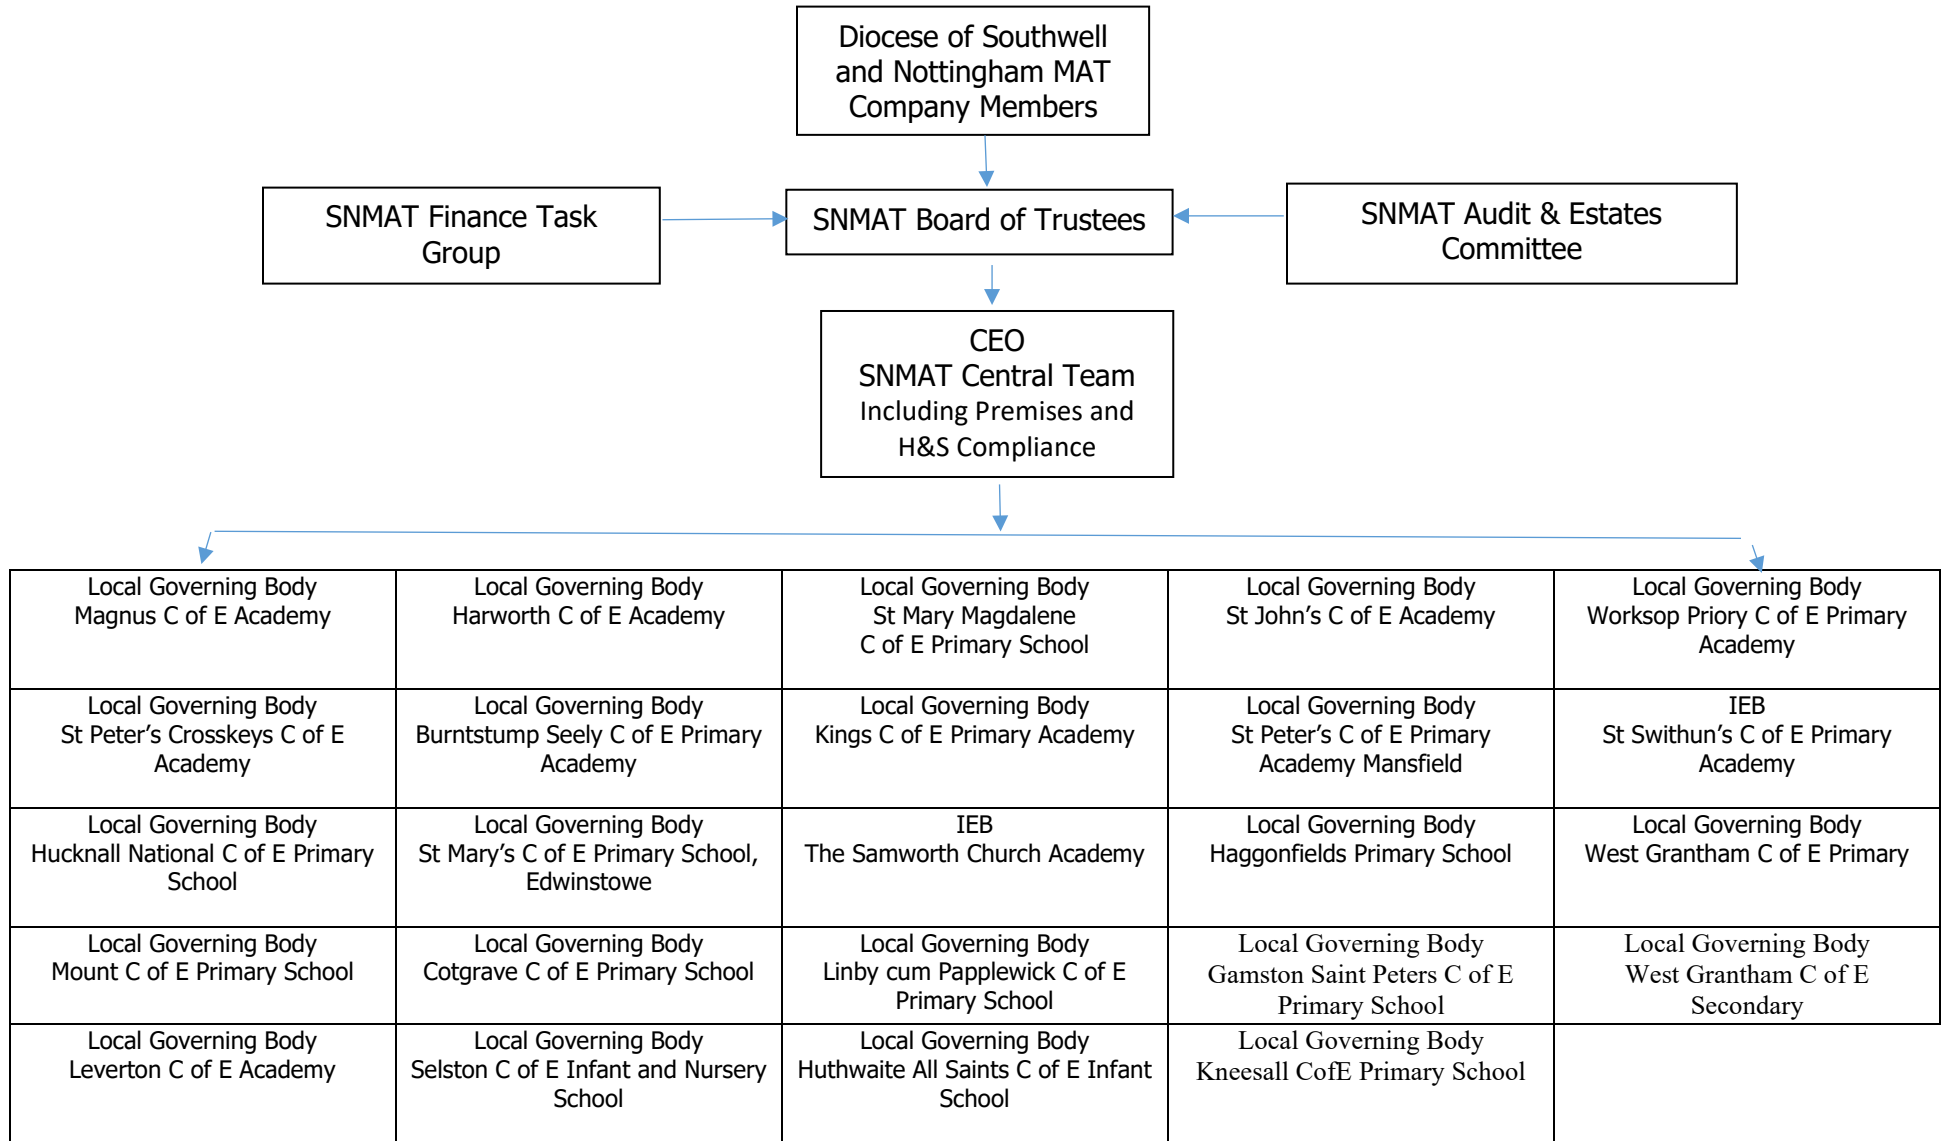 Diocese of Southwell
and Nottingham MAT
Company Members
SNMAT Finance Task
Group
SNMAT Board of Trustees
SNMAT Audit & Estates
Committee
CEO
SNMAT Central Team
Including Premises and
H&S Compliance
Local Governing Body
Magnus C of E Academy
Local Governing Body
Harworth C of E Academy
Local Governing Body
St Mary Magdalene
C of E Primary School
Local Governing Body
St John’s C of E Academy
Local Governing Body
Worksop Priory C of E Primary
Academy
Local Governing Body
St Peter’s Crosskeys C of E
Academy
Local Governing Body
Burntstump Seely C of E Primary
Academy
Local Governing Body
Kings C of E Primary Academy
Local Governing Body
St Peter’s C of E Primary
Academy Mansfield
IEB
St Swithun’s C of E Primary
Academy
Local Governing Body
Hucknall National C of E Primary
School
Local Governing Body
St Mary’s C of E Primary School,
Edwinstowe
IEB
The Samworth Church Academy
Local Governing Body
Haggonfields Primary School
Local Governing Body
West Grantham C of E Primary
Local Governing Body
Mount C of E Primary School
Local Governing Body
Cotgrave C of E Primary School
Local Governing Body
Linby cum Papplewick C of E
Primary School
Local Governing Body
Gamston Saint Peters C of E
Primary School
Local Governing Body
West Grantham C of E
Secondary
Local Governing Body
Leverton C of E Academy
Local Governing Body
Selston C of E Infant and Nursery
School
Local Governing Body
Huthwaite All Saints C of E Infant
School
Local Governing Body
Kneesall CofE Primary School